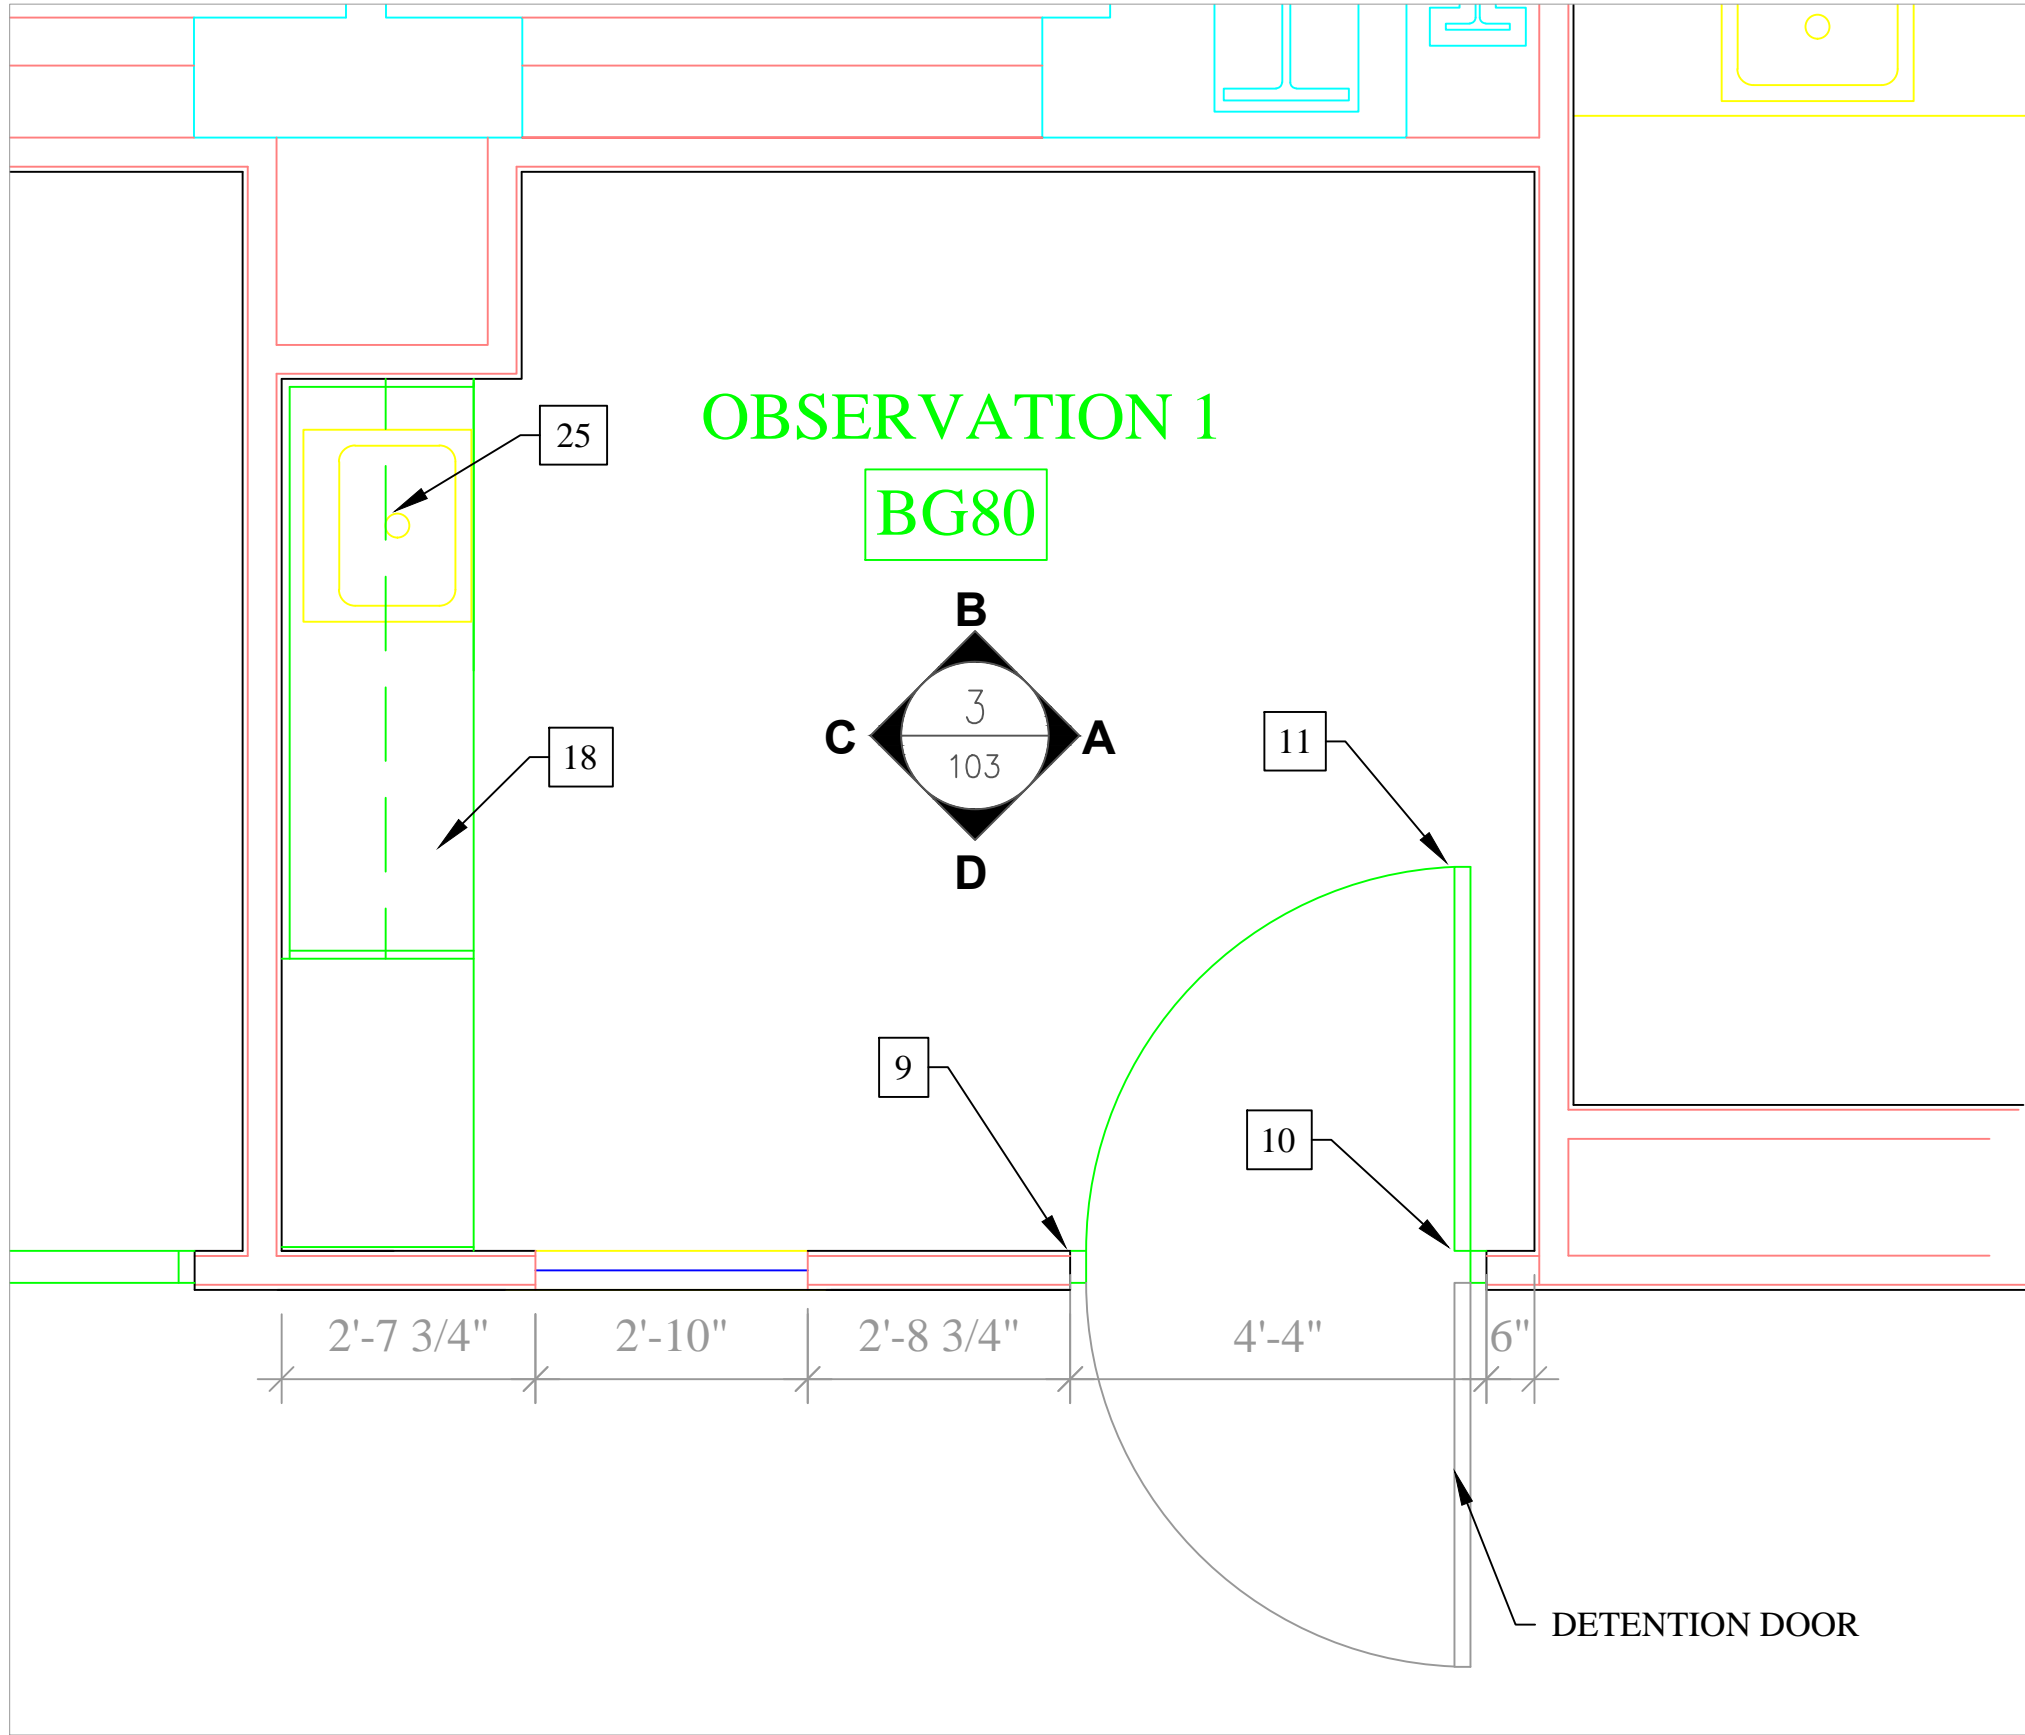 OBSERVATION 1
25
BG80
B
3
C
A
103
18
11
D
9
10
2'-7 3/4"
2'-10"
2'-8 3/4"
4'-4"
6"
DETENTION DOOR